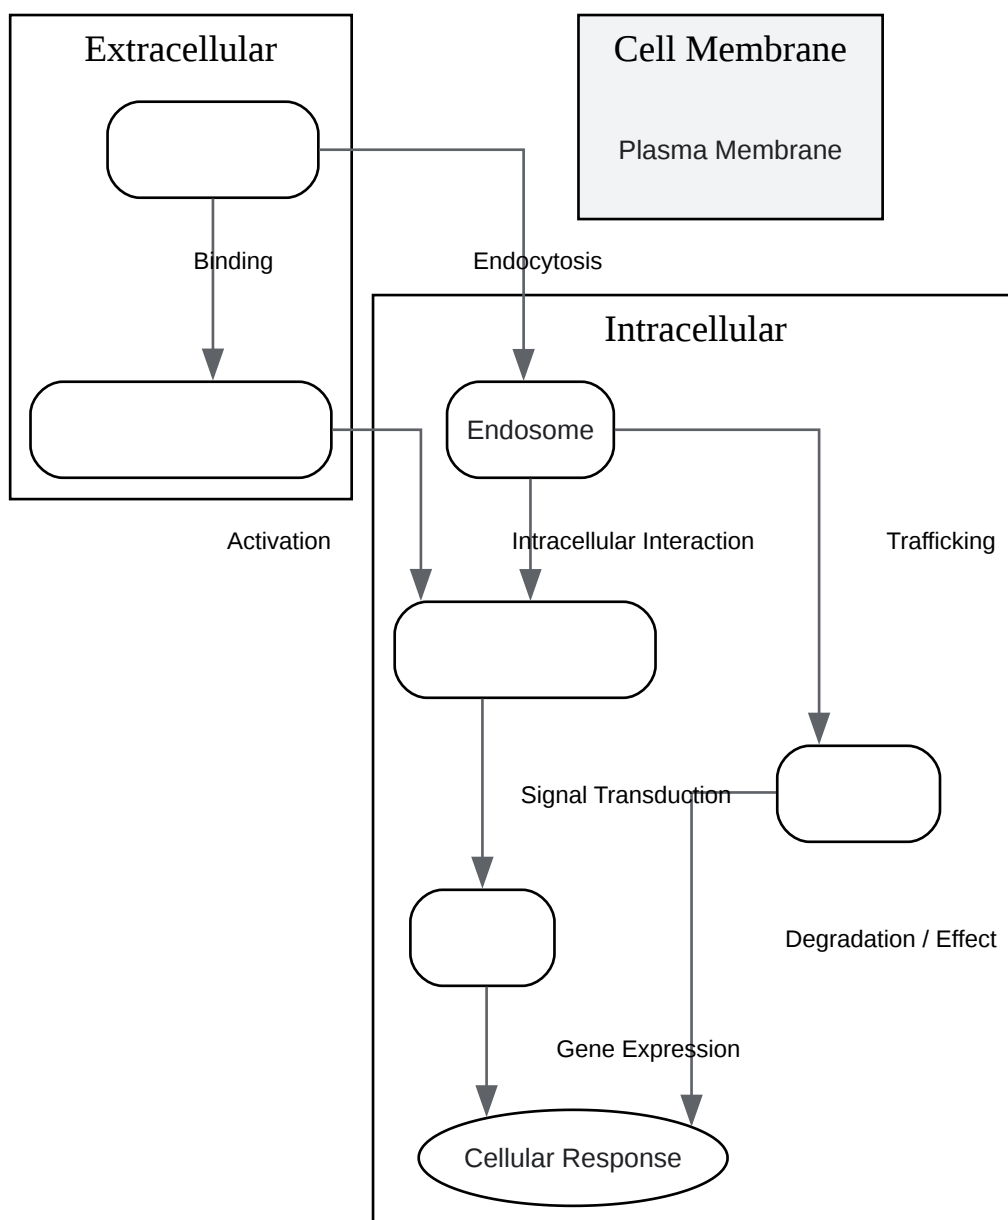 Extracellular
Cell Membrane
Plasma Membrane
Binding
Endocytosis
Intracellular
Endosome
Activation
Intracellular Interaction
Trafficking
Signal Transduction
Degradation / Effect
Gene Expression
Cellular Response